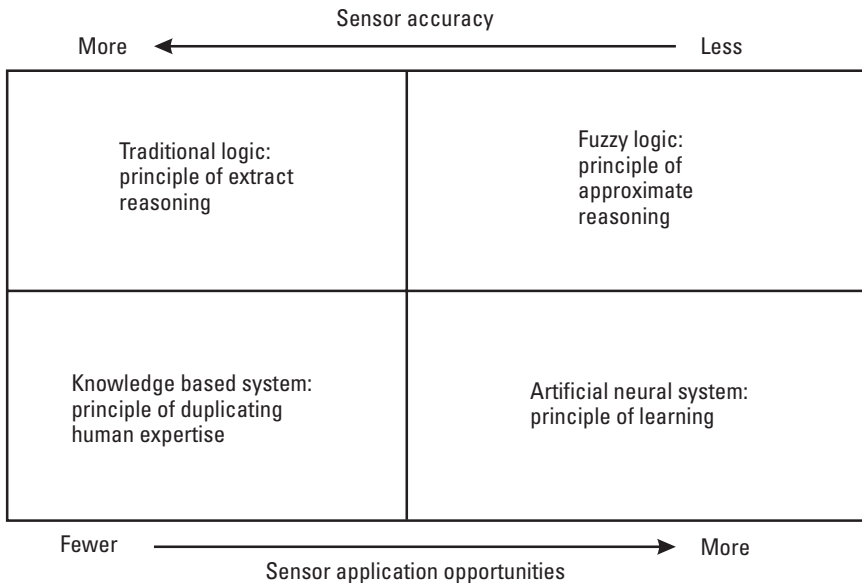 Sensor accuracy
More
Less
Traditional logic:
principle of extract
reasoning
Fuzzy logic:
principle of
approximate
reasoning
Knowledge based system:
principle of duplicating
human expertise
Artificial neural system:
principle of learning
Fewer
More
Sensor application opportunities